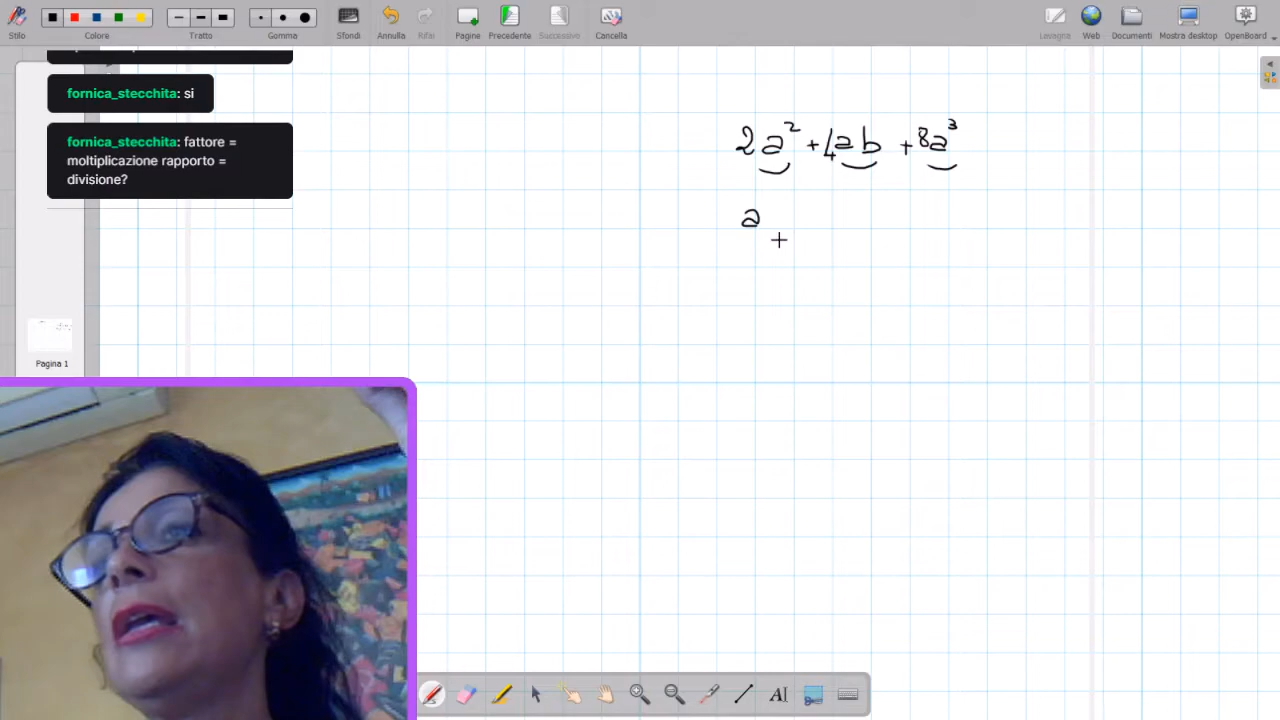 Stilo
Colore
Tratto
Gomma
Sfondi
Annulla
Rifai
Pagine
Precedente
Successivo
Cancella
Lavagna
Web
Documenti
Mostra desktop
OpenBoard
fornica_stecchita: si
fornica_stecchita: fattore =
moltiplicazione rapporto =
divisione?
2a² + 4ab + 8a³
a
Pagina 1
AI